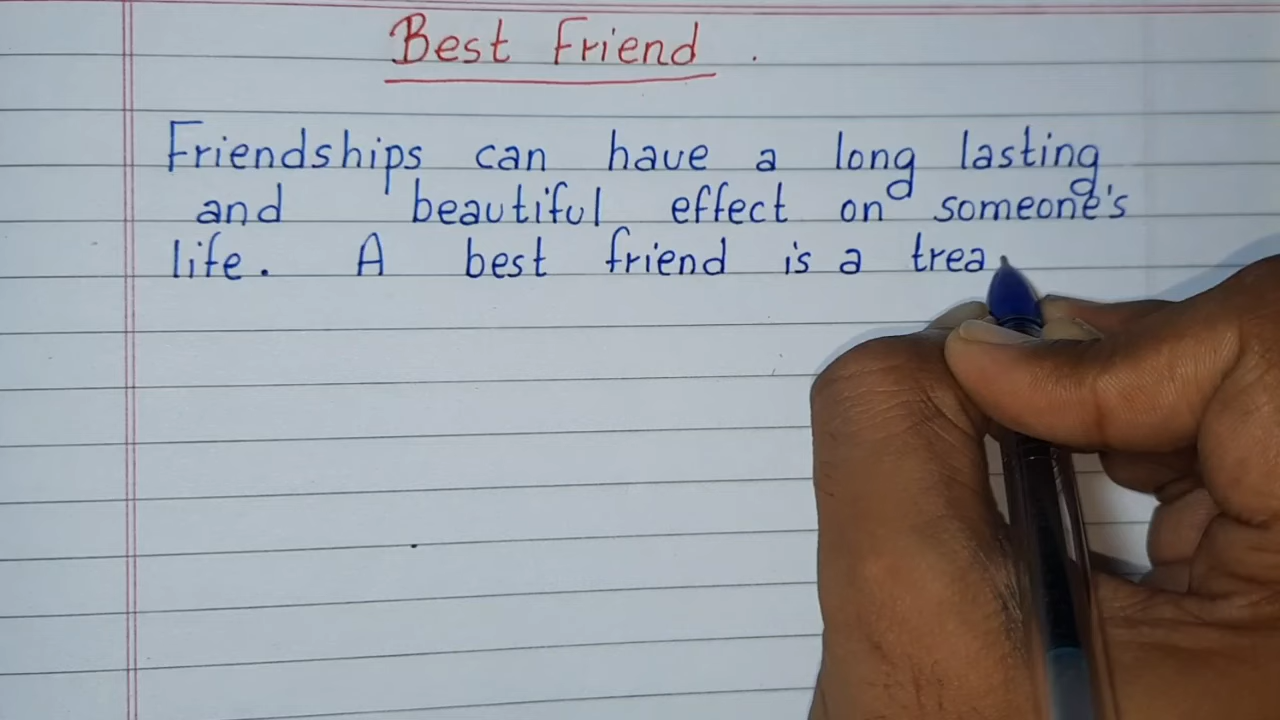 Best Friend .
Friendships can have a long lasting
and beautiful effect on someone's
life. A best friend is a trea